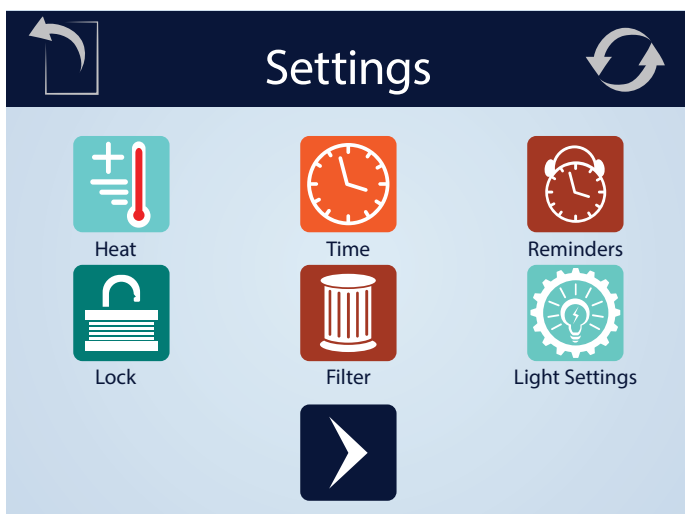 Settings
Heat
Time
Reminders
Lock
Filter
Light Settings